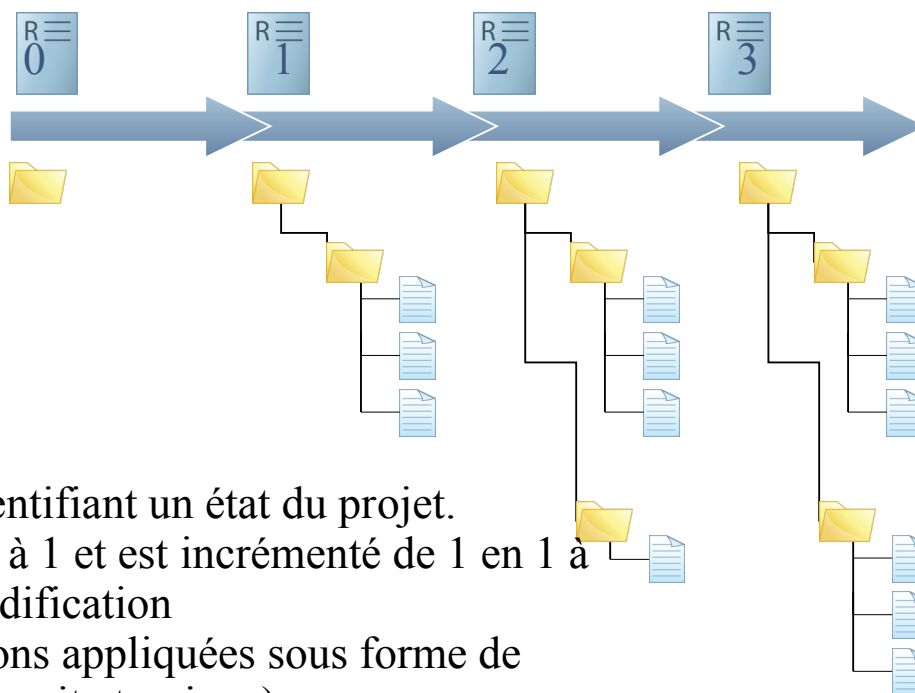 R
0
R
1
R
2
R
3
entifiant un état du projet.
à 1 et est incrémenté de 1 en 1 à
dification
ons appliquées sous forme de